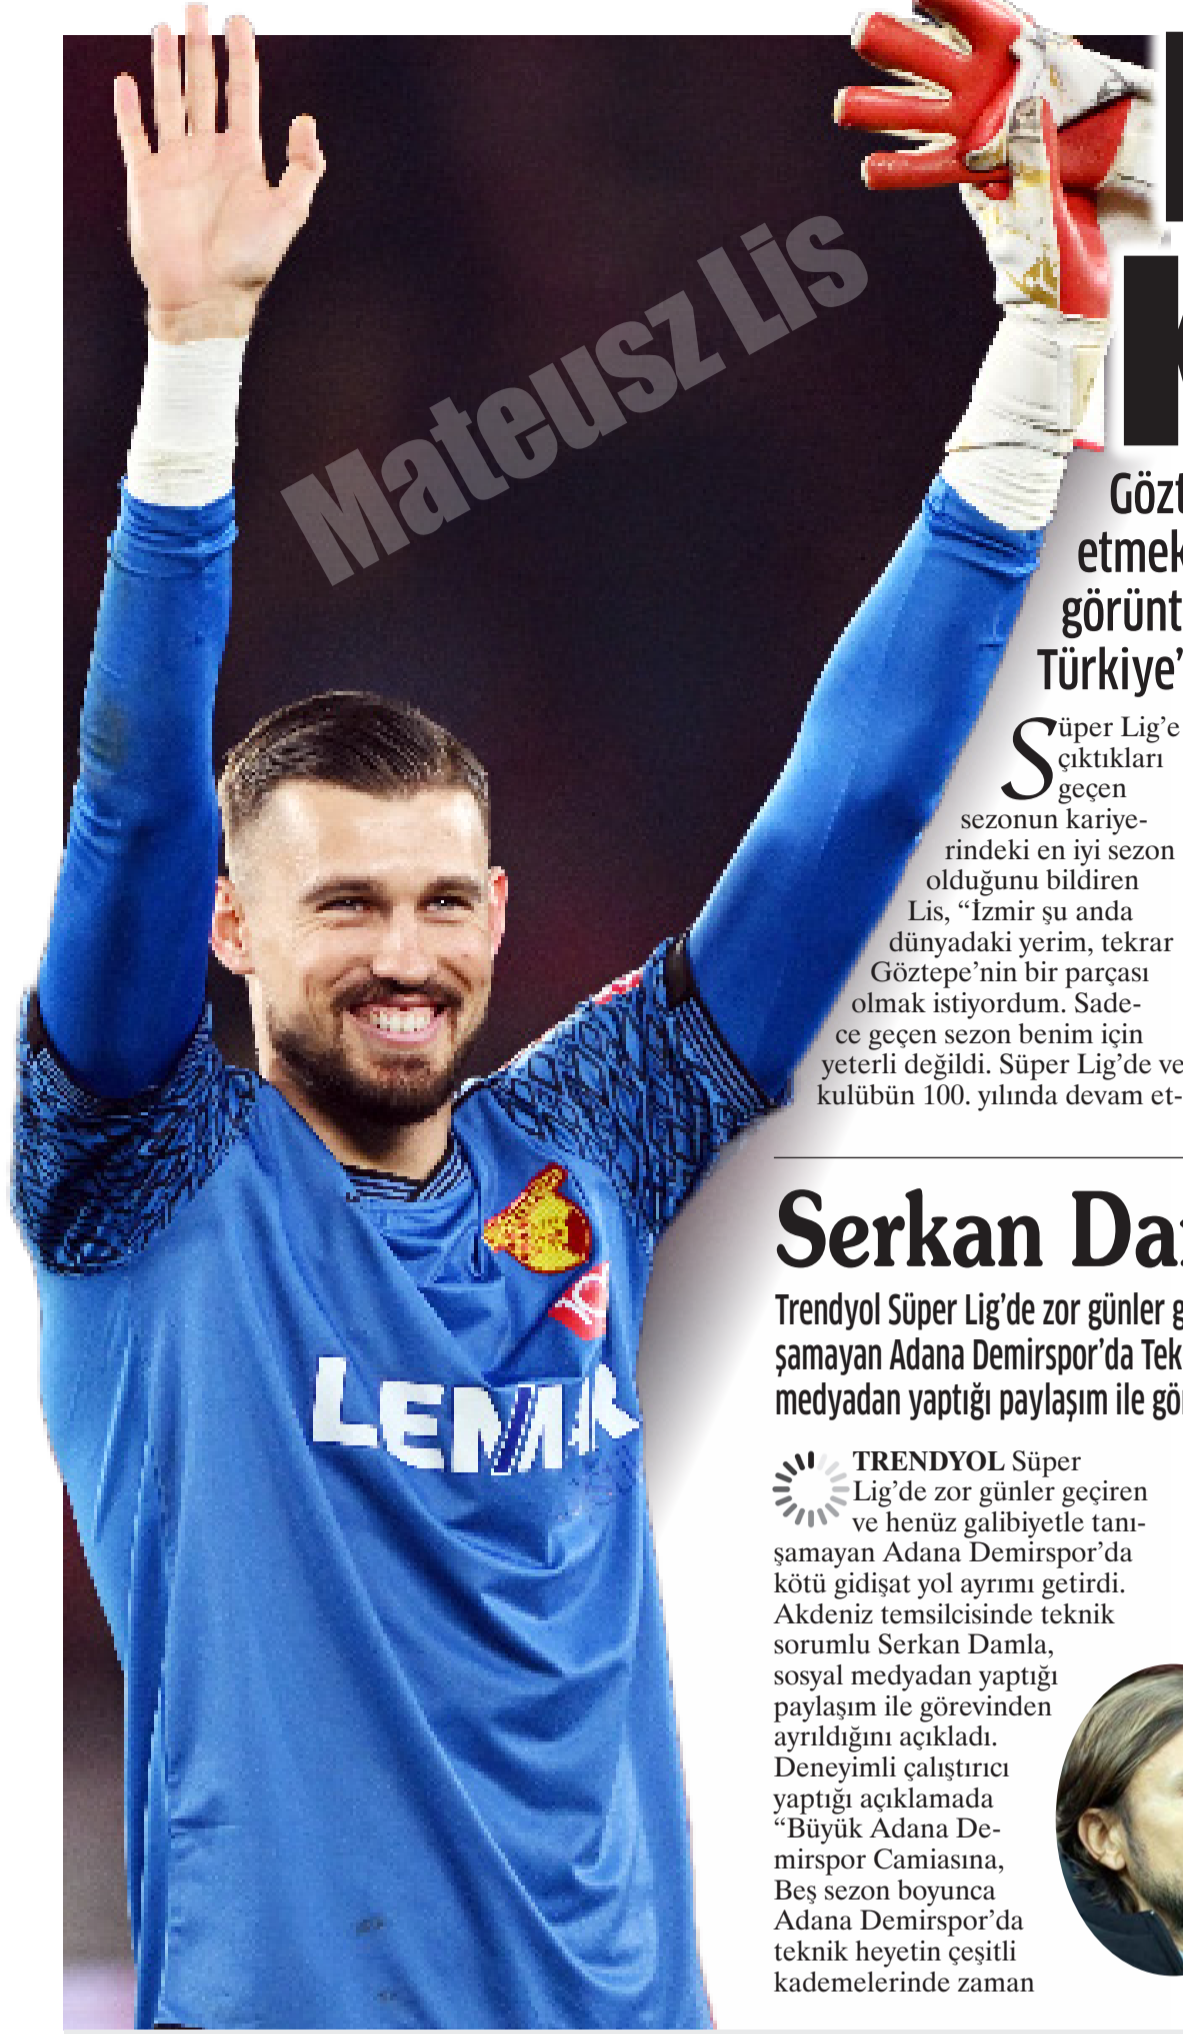 Mateusz Lis
K
Gözt
etmek
görünt
Türkiye’
Süper Lig’e
çıktıkları
geçen
sezonun kariye-
rindeki en iyi sezon
olduğunu bildiren
Lis, “İzmir şu anda
dünyadaki yerim, tekrar
Göztepe’nin bir parçası
olmak istiyordum. Sade-
ce geçen sezon benim için
yeterli değildi. Süper Lig’de ve
kulübün 100. yılında devam et-
LEMAR
Serkan Da
Trendyol Süper Lig’de zor günler g
şamayan Adana Demirspor’da Tek
medyadan yaptığı paylaşım ile gö
TRENDYOL Süper
Lig’de zor günler geçiren
ve henüz galibiyetle tanı-
şamayan Adana Demirspor’da
kötü gidişat yol ayrımı getirdi.
Akdeniz temsilcisinde teknik
sorumlu Serkan Damla,
sosyal medyadan yaptığı
paylaşım ile görevinden
ayrıldığını açıkladı.
Deneyimli çalıştırıcı
yaptığı açıklamada
“Büyük Adana De-
mirspor Camiasına,
Beş sezon boyunca
Adana Demirspor’da
teknik heyetin çeşitli
kademelerinde zaman